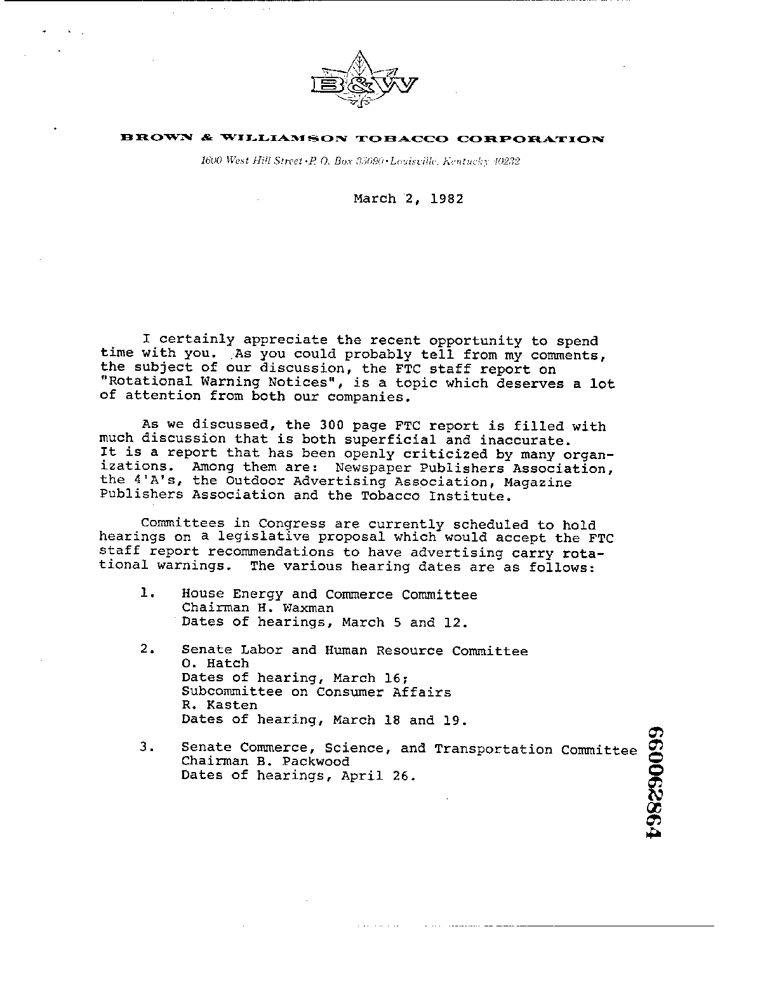 B&W
BROWN & WILLIAMSON TOBACCO CORPORATION
1600 West Hill Street • P. O. Box 35090 • Louisville, Kentucky 40232
March 2, 1982
I certainly appreciate the recent opportunity to spend
time with you. As you could probably tell from my comments,
the subject of our discussion, the FTC staff report on
"Rotational Warning Notices", is a topic which deserves a lot
of attention from both our companies.
As we discussed, the 300 page FTC report is filled with
much discussion that is both superficial and inaccurate.
It is a report that has been openly criticized by many organ-
izations. Among them are: Newspaper Publishers Association,
the 4'A's, the Outdoor Advertising Association, Magazine
Publishers Association and the Tobacco Institute.
Committees in Congress are currently scheduled to hold
hearings on a legislative proposal which would accept the FTC
staff report recommendations to have advertising carry rota-
tional warnings. The various hearing dates are as follows:
1. House Energy and Commerce Committee
Chairman H. Waxman
Dates of hearings, March 5 and 12.
2. Senate Labor and Human Resource Committee
O. Hatch
Dates of hearing, March 16;
Subcommittee on Consumer Affairs
R. Kasten
Dates of hearing, March 18 and 19.
3. Senate Commerce, Science, and Transportation Committee
Chairman B. Packwood
Dates of hearings, April 26.
660062864